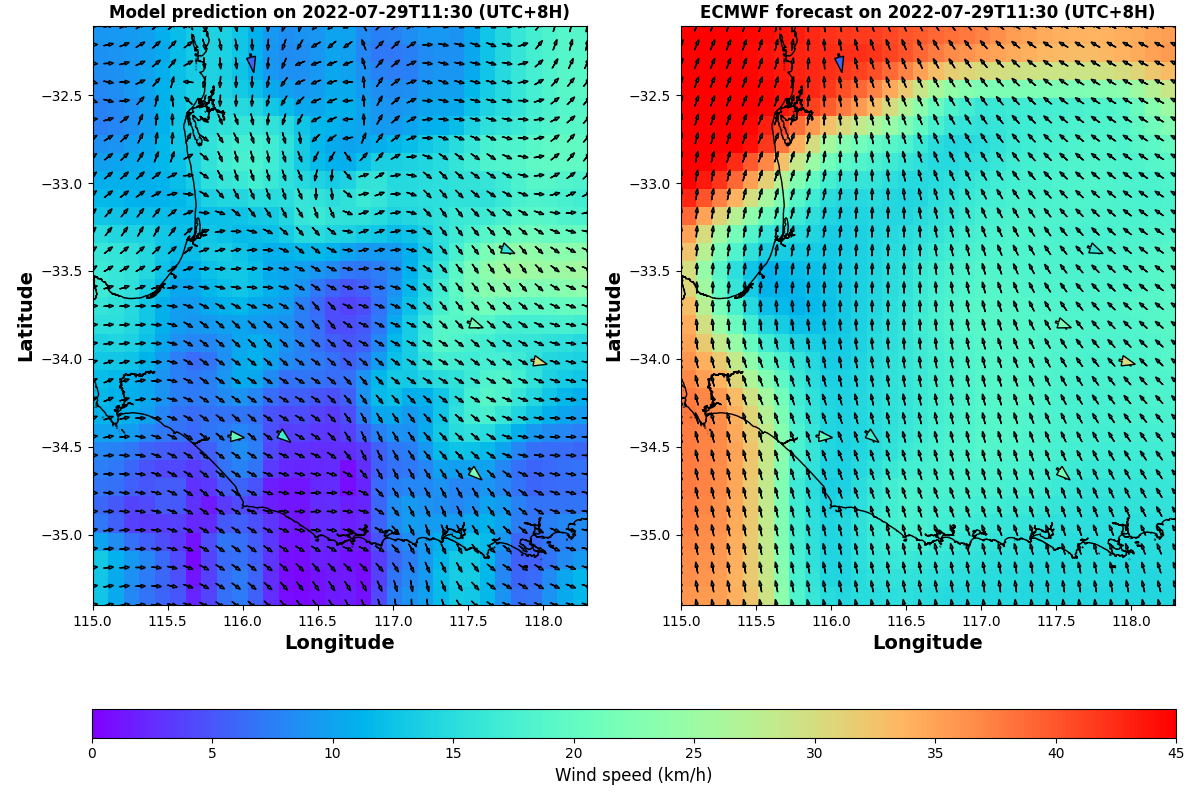 Model prediction on 2022-07-29T11:30 (UTC+8H)
ECMWF forecast on 2022-07-29T11:30 (UTC+8H)
Latitude
−32.5
−33.0
−33.5
−34.0
−34.5
−35.0
115.0 115.5 116.0 116.5 117.0 117.5 118.0
Longitude
Latitude
−32.5
−33.0
−33.5
−34.0
−34.5
−35.0
115.0 115.5 116.0 116.5 117.0 117.5 118.0
Longitude
0 5 10 15 20 25 30 35 40 45
Wind speed (km/h)